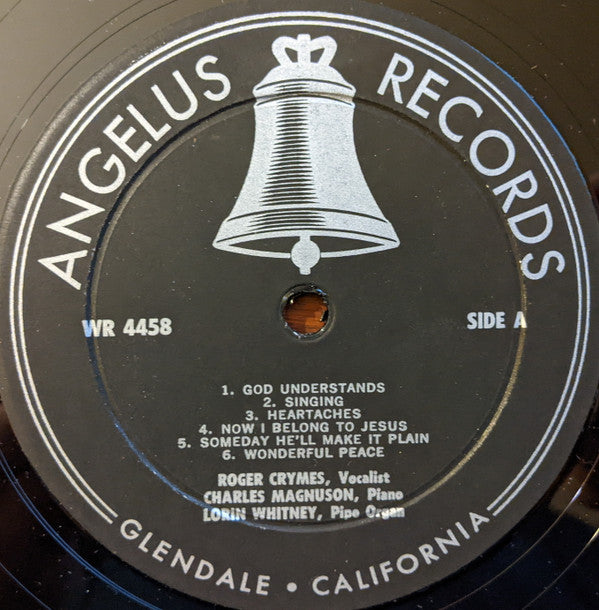 ANGELUS RECORDS
WR 4458
SIDE A
1. GOD UNDERSTANDS
2. SINGING
3. HEARTACHES
4. NOW I BELONG TO JESUS
5. SOMEDAY HE'LL MAKE IT PLAIN
6. WONDERFUL PEACE
ROGER CRYMES, Vocalist
CHARLES MAGNUSON, Piano
LORIN WHITNEY, Pipe Organ
GLENDALE • CALIFORNIA